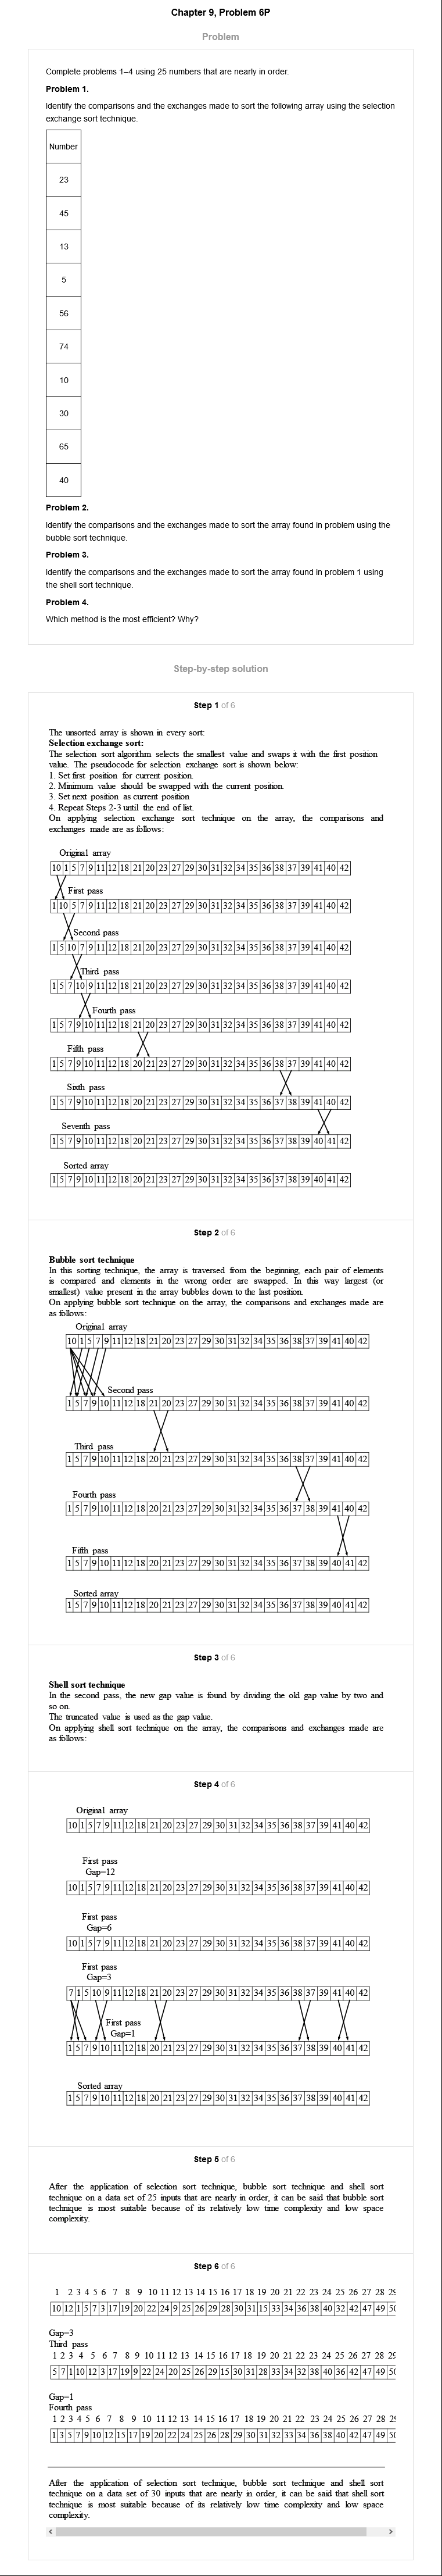 Chapter 9, Problem 6P
Problem
Complete problems 1–4 using 25 numbers that are nearly in order.
Problem 1.
Identify the comparisons and the exchanges made to sort the following array using the selection
exchange sort technique.
Number
23
45
13
5
56
74
10
30
65
40
Problem 2.
Identify the comparisons and the exchanges made to sort the array found in problem using the
bubble sort technique.
Problem 3.
Identify the comparisons and the exchanges made to sort the array found in problem 1 using
the shell sort technique.
Problem 4.
Which method is the most efficient? Why?
Step-by-step solution
Step 1 of 6
The unsorted array is shown in every sort:
Selection exchange sort:
The selection sort algorithm selects the smallest value and swaps it with the first position
value. The pseudocode for selection exchange sort is shown below:
1. Set first position for current position.
2. Minimum value should be swapped with the current position.
3. Set next position as current position
4. Repeat Steps 2-3 until the end of list.
On applying selection exchange sort technique on the array, the comparisons and
exchanges made are as follows:
Original array
10 1 5 7 9 11 12 18 21 20 23 27 29 30 31 32 34 35 36 38 37 39 41 40 42
First pass
1 10 5 7 9 11 12 18 21 20 23 27 29 30 31 32 34 35 36 38 37 39 41 40 42
Second pass
1 5 10 7 9 11 12 18 21 20 23 27 29 30 31 32 34 35 36 38 37 39 41 40 42
Third pass
1 5 7 10 9 11 12 18 21 20 23 27 29 30 31 32 34 35 36 38 37 39 41 40 42
Fourth pass
1 5 7 9 10 11 12 18 21 20 23 27 29 30 31 32 34 35 36 38 37 39 41 40 42
Fifth pass
1 5 7 9 10 11 12 18 20 21 23 27 29 30 31 32 34 35 36 38 37 39 41 40 42
Sixth pass
1 5 7 9 10 11 12 18 20 21 23 27 29 30 31 32 34 35 36 37 38 39 41 40 42
Seventh pass
1 5 7 9 10 11 12 18 20 21 23 27 29 30 31 32 34 35 36 37 38 39 40 41 42
Sorted array
1 5 7 9 10 11 12 18 20 21 23 27 29 30 31 32 34 35 36 37 38 39 40 41 42
Step 2 of 6
Bubble sort technique
In this sorting technique, the array is traversed from the beginning, each pair of elements
is compared and elements in the wrong order are swapped. In this way largest (or
smallest) value present in the array bubbles down to the last position.
On applying bubble sort technique on the array, the comparisons and exchanges made are
as follows:
Original array
10 1 5 7 9 11 12 18 21 20 23 27 29 30 31 32 34 35 36 38 37 39 41 40 42
Second pass
1 5 7 9 10 11 12 18 21 20 23 27 29 30 31 32 34 35 36 38 37 39 41 40 42
Third pass
1 5 7 9 10 11 12 18 20 21 23 27 29 30 31 32 34 35 36 38 37 39 41 40 42
Fourth pass
1 5 7 9 10 11 12 18 20 21 23 27 29 30 31 32 34 35 36 37 38 39 41 40 42
Fifth pass
1 5 7 9 10 11 12 18 20 21 23 27 29 30 31 32 34 35 36 37 38 39 40 41 42
Sorted array
1 5 7 9 10 11 12 18 20 21 23 27 29 30 31 32 34 35 36 37 38 39 40 41 42
Step 3 of 6
Shell sort technique
In the second pass, the new gap value is found by dividing the old gap value by two and
so on.
The truncated value is used as the gap value.
On applying shell sort technique on the array, the comparisons and exchanges made are
as follows:
Step 4 of 6
Original array
10 1 5 7 9 11 12 18 21 20 23 27 29 30 31 32 34 35 36 38 37 39 41 40 42
First pass
Gap=12
10 1 5 7 9 11 12 18 21 20 23 27 29 30 31 32 34 35 36 38 37 39 41 40 42
First pass
Gap=6
10 1 5 7 9 11 12 18 21 20 23 27 29 30 31 32 34 35 36 38 37 39 41 40 42
First pass
Gap=3
7 1 5 10 9 11 12 18 21 20 23 27 29 30 31 32 34 35 36 38 37 39 41 40 42
First pass
Gap=1
1 5 7 9 10 11 12 18 20 21 23 27 29 30 31 32 34 35 36 37 38 39 40 41 42
Sorted array
1 5 7 9 10 11 12 18 20 21 23 27 29 30 31 32 34 35 36 37 38 39 40 41 42
Step 5 of 6
After the application of selection sort technique, bubble sort technique and shell sort
technique on a data set of 25 inputs that are nearly in order, it can be said that bubble sort
technique is most suitable because of its relatively low time complexity and low space
complexity.
Step 6 of 6
1 2 3 4 5 6 7 8 9 10 11 12 13 14 15 16 17 18 19 20 21 22 23 24 25 26 27 28 29
10 12 1 5 7 3 17 19 20 22 24 9 25 26 29 28 30 31 15 33 34 36 38 40 32 42 47 49 50
Gap=3
Third pass
1 2 3 4 5 6 7 8 9 10 11 12 13 14 15 16 17 18 19 20 21 22 23 24 25 26 27 28 29
5 7 1 10 12 3 17 19 9 22 24 20 25 26 29 15 30 31 28 33 34 32 38 40 36 42 47 49 50
Gap=1
Fourth pass
1 2 3 4 5 6 7 8 9 10 11 12 13 14 15 16 17 18 19 20 21 22 23 24 25 26 27 28 29
1 3 5 7 9 10 12 15 17 19 20 22 24 25 26 28 29 30 31 32 33 34 36 38 40 42 47 49 50
After the application of selection sort technique, bubble sort technique and shell sort
technique on a data set of 30 inputs that are nearly in order, it can be said that shell sort
technique is most suitable because of its relatively low time complexity and low space
complexity.